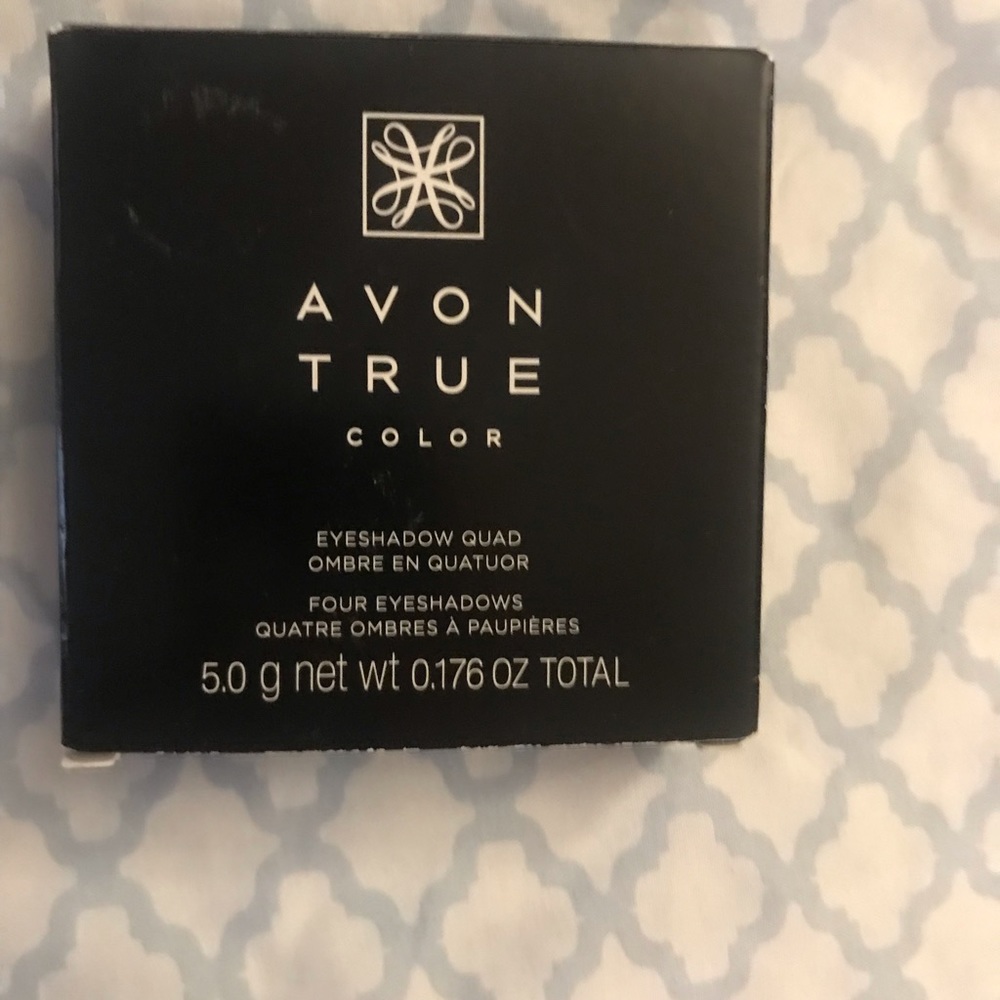 AVON
TRUE
COLOR
EYESHADOW QUAD
OMBRE EN QUATUOR
FOUR EYESHADOWS
QUATRE OMBRES À PAUPIÈRES
5.0 g net wt 0.176 OZ TOTAL